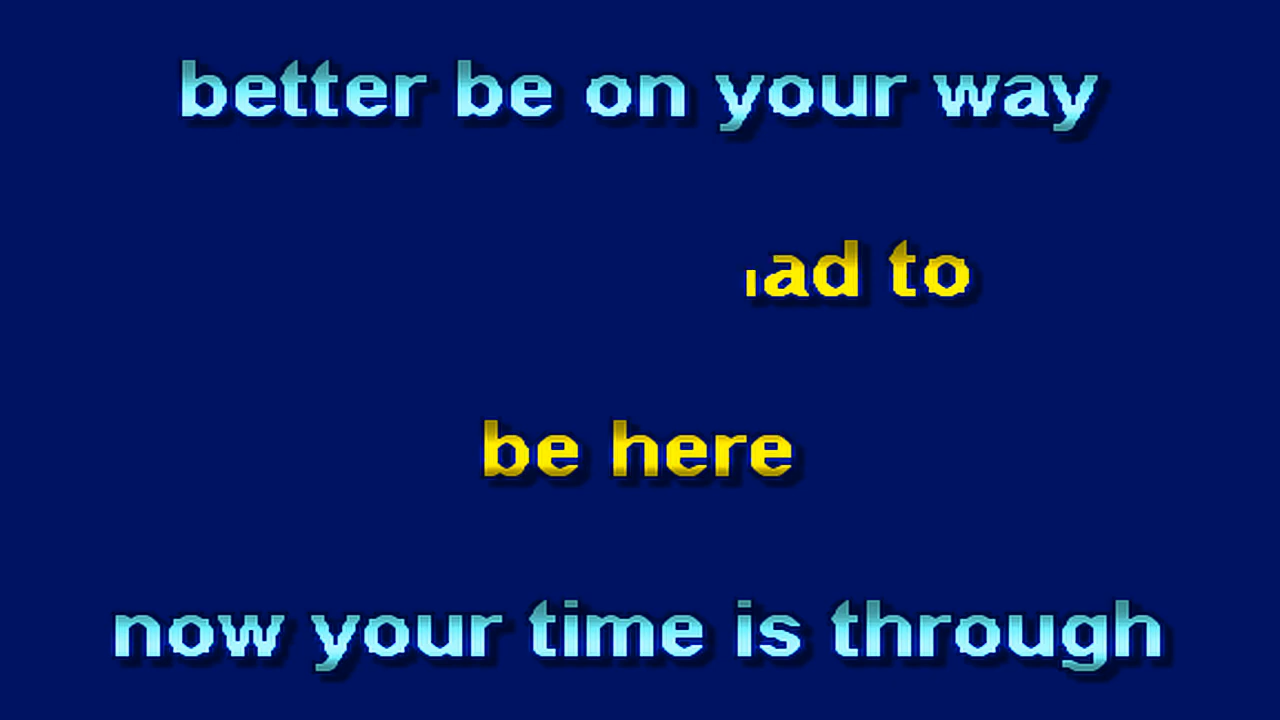 better be on your way
ad to
be here
now your time is through